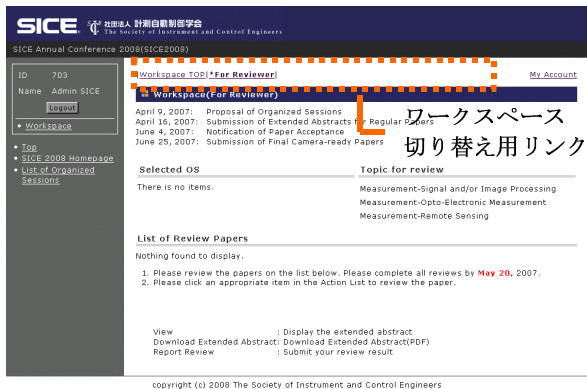 SICE 社団法人 計測自動制御学会
The Society of Instrument and Control Engineers
SICE Annual Conference 2008(SICE2008)
ID 703
Name Admin SICE
Logout
Workspace
Top
SICE 2008 Homepage
List of Organized
Sessions
Workspace TOP|*For Reviewer|
My Account
Workspace(For Reviewer)
April 9, 2007: Proposal of Organized Sessions
April 16, 2007: Submission of Extended Abstracts for Regular Papers
June 4, 2007: Notification of Paper Acceptance
June 25, 2007: Submission of Final Camera-ready Papers
ワークスペース
切り替え用リンク
Selected OS
There is no items.
Topic for review
Measurement-Signal and/or Image Processing
Measurement-Opto-Electronic Measurement
Measurement-Remote Sensing
List of Review Papers
Nothing found to display.
1. Please review the papers on the list below. Please complete all reviews by May 20, 2007.
2. Please click an appropriate item in the Action List to review the paper.
View : Display the extended abstract
Download Extended Abstract: Download Extended Abstract(PDF)
Report Review : Submit your review result
copyright (c) 2008 The Society of Instrument and Control Engineers